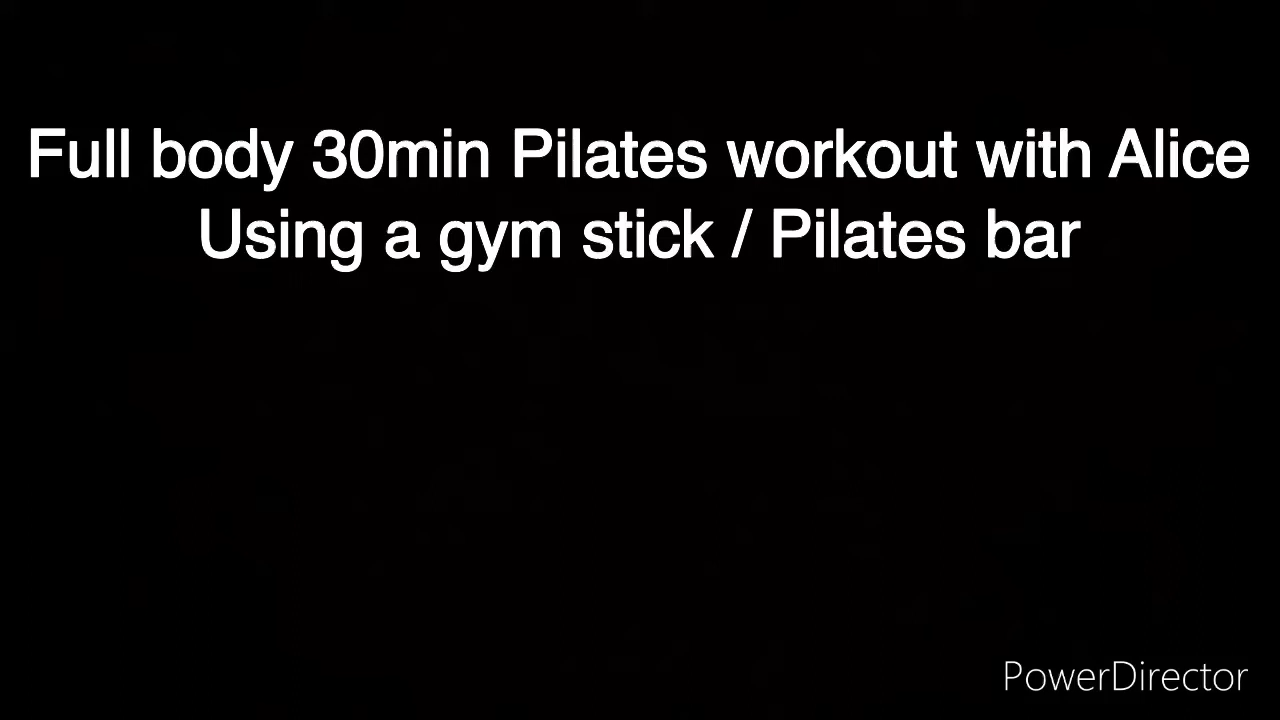 Full body 30min Pilates workout with Alice
Using a gym stick / Pilates bar
PowerDirector